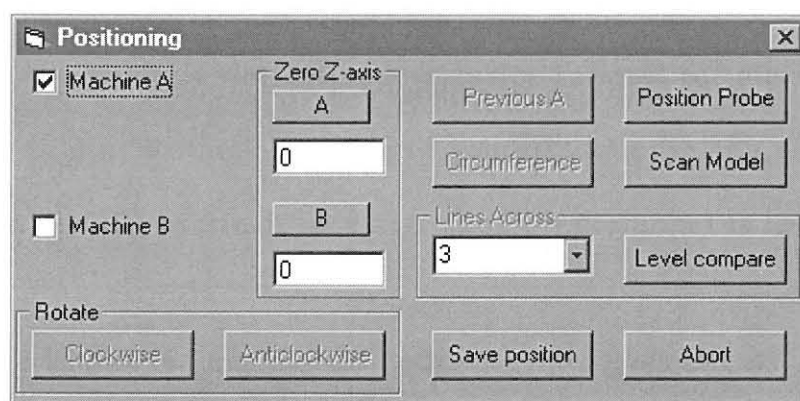 Positioning
Machine A
Zero Z-axis
A
0
Previous A
Position Probe
Circumference
Scan Model
Machine B
B
0
Lines Across
3
Level compare
Rotate
Clockwise
Anticlockwise
Save position
Abort